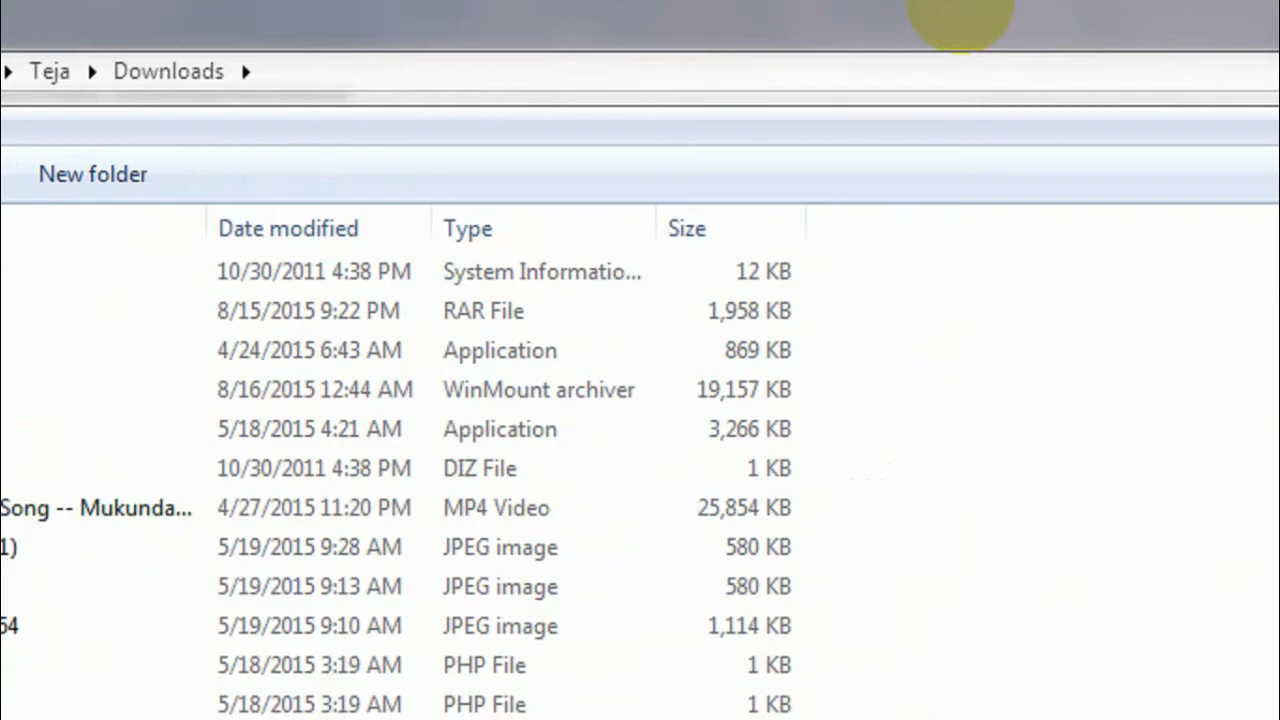 Teja Downloads
New folder
Date modified Type Size
10/30/2011 4:38 PM System Informatio... 12 KB
8/15/2015 9:22 PM RAR File 1,958 KB
4/24/2015 6:43 AM Application 869 KB
8/16/2015 12:44 AM WinMount archiver 19,157 KB
5/18/2015 4:21 AM Application 3,266 KB
10/30/2011 4:38 PM DIZ File 1 KB
Song -- Mukunda... 4/27/2015 11:20 PM MP4 Video 25,854 KB
1) 5/19/2015 9:28 AM JPEG image 580 KB
5/19/2015 9:13 AM JPEG image 580 KB
64 5/19/2015 9:10 AM JPEG image 1,114 KB
5/18/2015 3:19 AM PHP File 1 KB
5/18/2015 3:19 AM PHP File 1 KB